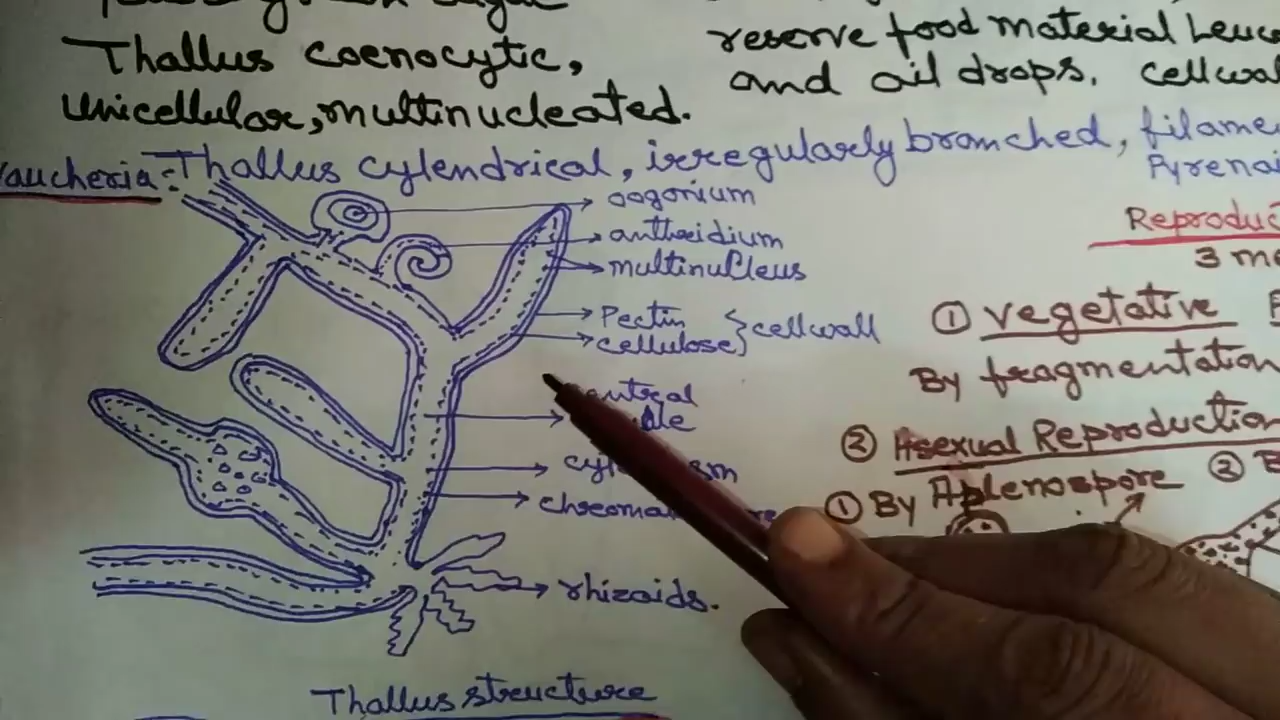 Thallus coenocytic,
Unicellular, multinucleated.
reserve food material Leuco
and oil drops. cellwal
Vaucheria:- Thallus cylendrical, irregularly branched, filame
Pyrenoi
oogonium
antheridium
multinucleus
Pectin
cellulose } cellwall
rhizoids.
Thallus structure
Reproduc
3 me
① Vegetative
By fragmentation
② Asexual Reproduction
① By Aplenospore ②